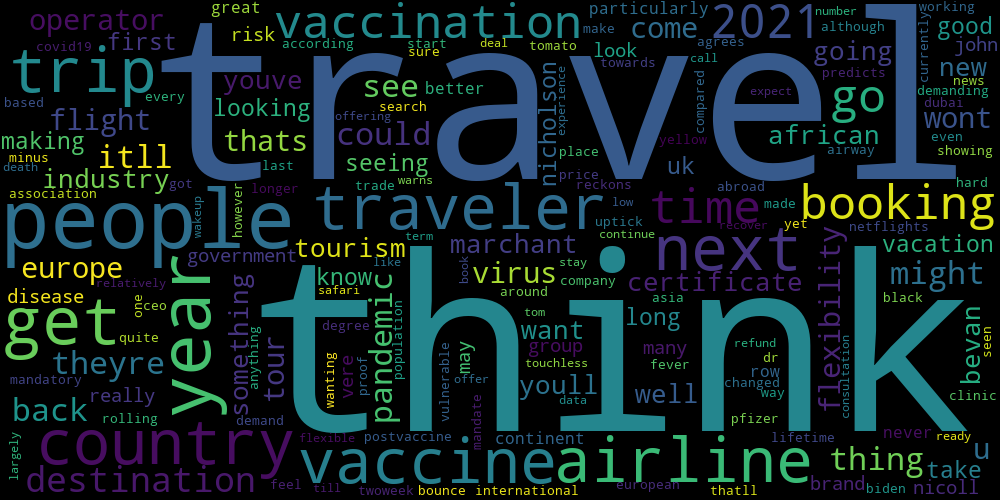 great
operator
vaccination
particularly
2021
working
number
although
currently
good
covid19
first
risk
according
start
deal
tomato
make
come
agrees
going
john
trip
travel
youve
see
better
look
towards
call
predicts
new
news
based
every
looking
search
experience
compared
expect
go
demanding
dubai
flight
offering
could
nicholson
yellow
african
wont
making
itll
thats
place
airway
even
showing
minus
death
industry
last
seeing
uk
hard
association
got
longer
trade
warns
price
reckons
abroad
made
booking
people
wakeup
however
traveler
low
uptick
time
recover
yet
netflights
government
tourism
term
marchant
continue
next
flexibility
vacation
europe
relatively
know
like
book
virus
stay
company
certificate
might
disease
one
ceo
year
something
safari
pandemic
around
asia
black
get
quite
degree
population
think
tom
want
long
seen
theyre
anything
tour
wanting
vere
proof
vulnerable
may
group
touchless
many
fever
refund
dr
row
changed
way
consultation
bevan
mandatory
really
offer
youll
data
well
clinic
back
rolling
demand
mandate
pfizer
never
ready
largely
country
flexible
postvaccine
continent
lifetime
u
vaccine
airline
thing
take
destination
feel
till
twoweek
bounce international
european
thatll
brand
biden
nicoll